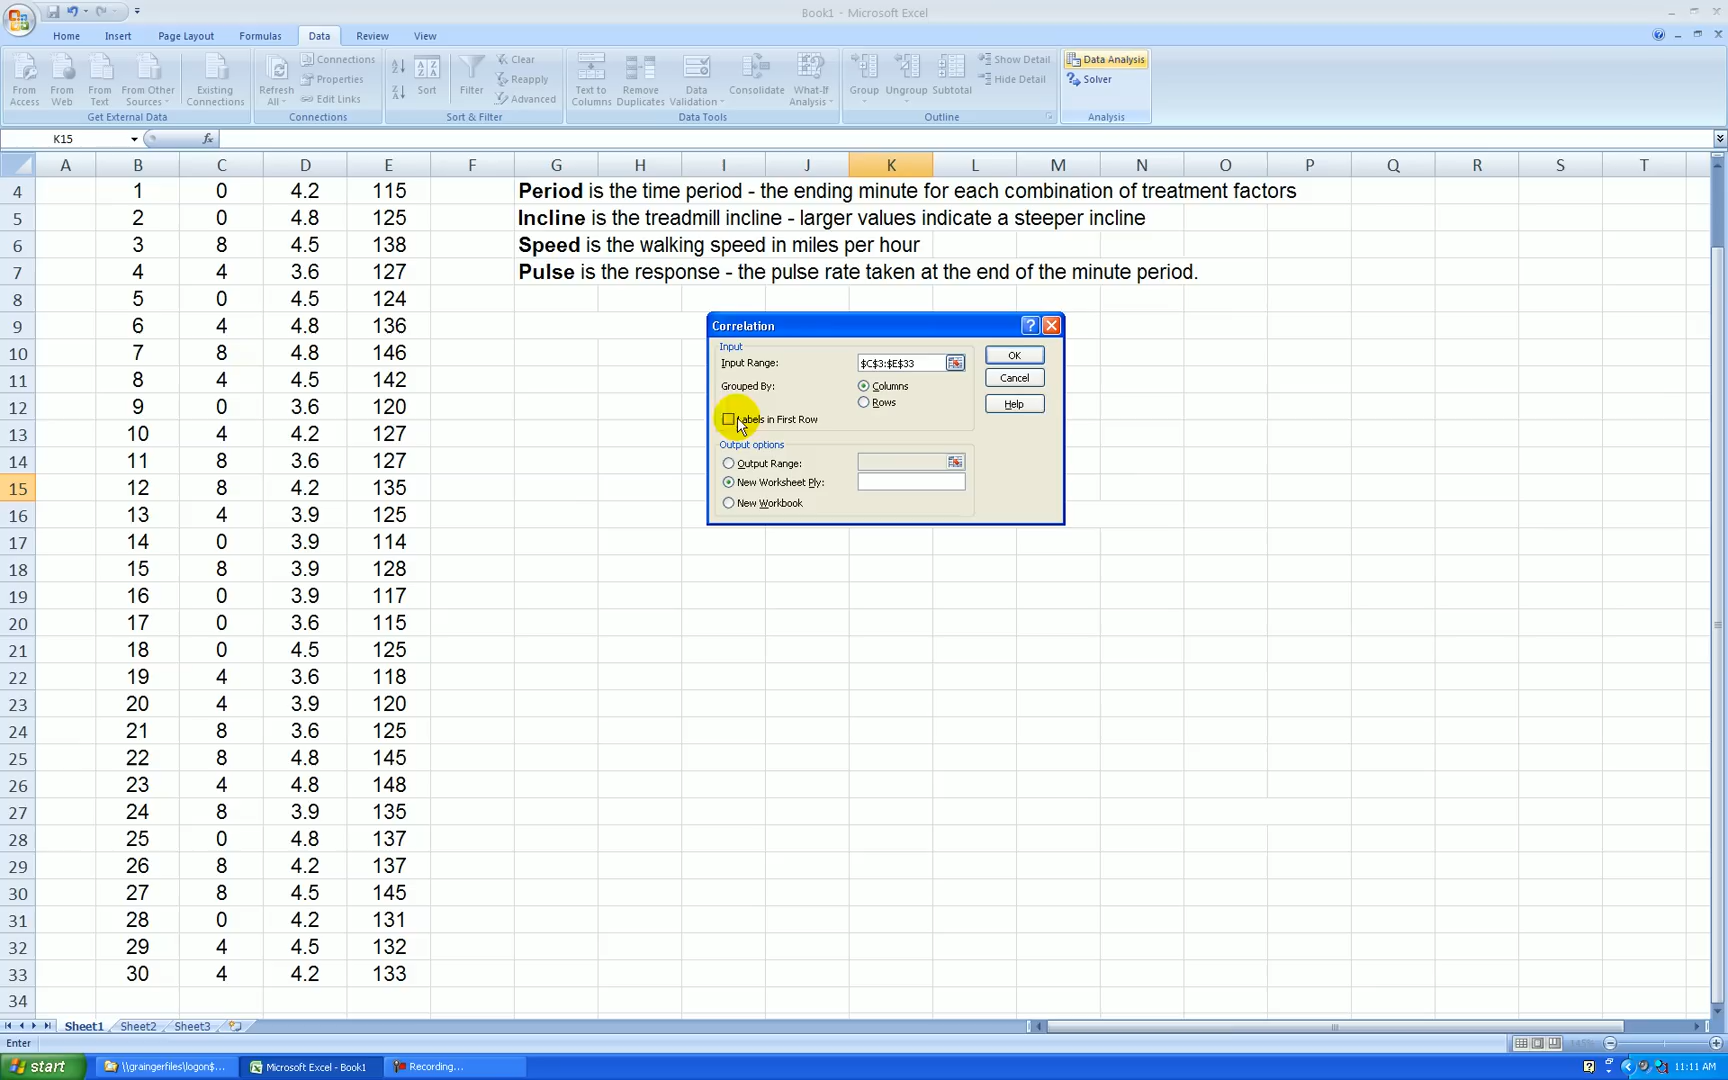 Book1 - Microsoft Excel
Home Insert Page Layout Formulas Data Review View
From Access From Web From Text From Other Sources Existing Connections Refresh All Connections Properties Edit Links Sort Filter Clear Reapply Advanced Text to Columns Remove Duplicates Data Validation Consolidate What-If Analysis Group Ungroup Subtotal Show Detail Hide Detail Data Analysis Solver
Get External Data Connections Sort & Filter Data Tools Outline Analysis
K15 fx
A B C D E F G H I J K L M N O P Q R S T
4 1 0 4.2 115 Period is the time period - the ending minute for each combination of treatment factors
5 2 0 4.8 125 Incline is the treadmill incline - larger values indicate a steeper incline
6 3 8 4.5 138 Speed is the walking speed in miles per hour
7 4 4 3.6 127 Pulse is the response - the pulse rate taken at the end of the minute period.
8 5 0 4.5 124
9 6 4 4.8 136
10 7 8 4.8 146
11 8 4 4.5 142
12 9 0 3.6 120
13 10 4 4.2 127
14 11 8 3.6 127
15 12 8 4.2 135
16 13 4 3.9 125
17 14 0 3.9 114
18 15 8 3.9 128
19 16 0 3.9 117
20 17 0 3.6 115
21 18 0 4.5 125
22 19 4 3.6 118
23 20 4 3.9 120
24 21 8 3.6 125
25 22 8 4.8 145
26 23 4 4.8 148
27 24 8 3.9 135
28 25 0 4.8 137
29 26 8 4.2 137
30 27 8 4.5 145
31 28 0 4.2 131
32 29 4 4.5 132
33 30 4 4.2 133
34
Correlation
Input
Input Range: $C$3:$E$33 OK
Grouped By: Columns Cancel
Rows Help
Labels in First Row
Output options
Output Range:
New Worksheet Ply:
New Workbook
Sheet1 Sheet2 Sheet3
Enter 145%
start \\graingerfiles\logon$... Microsoft Excel - Book1 Recording... 11:11 AM